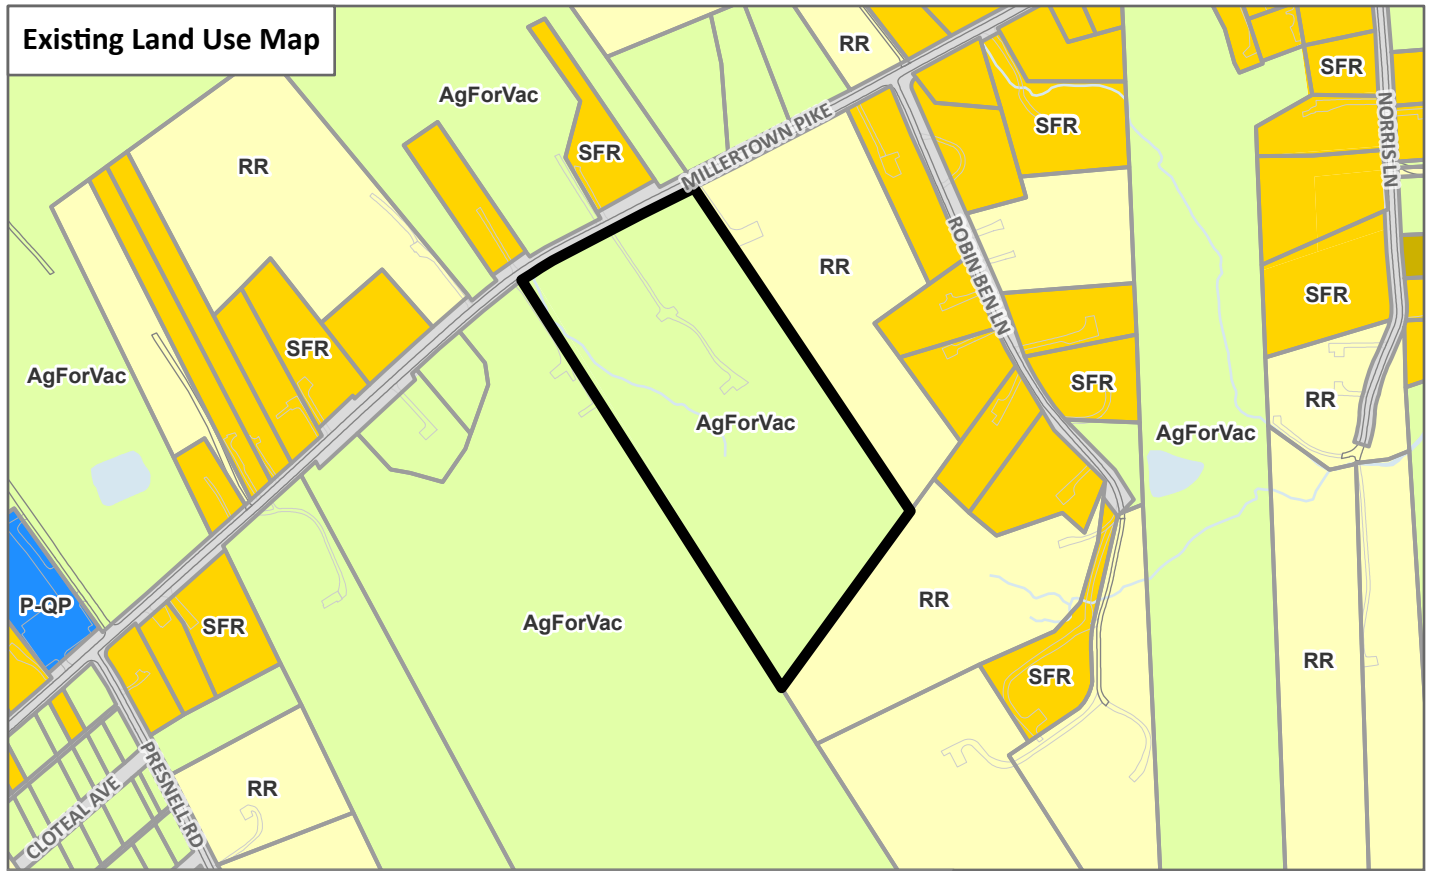 Existing Land Use Map
RR
SFR
AgForVac
SFR
MILLERTOWN PIKE
SFR
NORRIS LN
RR
SFR
RR
ROBIN BEN LN
SFR
SFR
AgForVac
SFR
RR
AgForVac
AgForVac
P-QP
SFR
AgForVac
RR
SFR
RR
PRESNELL RD
RR
CLOTEAL AVE